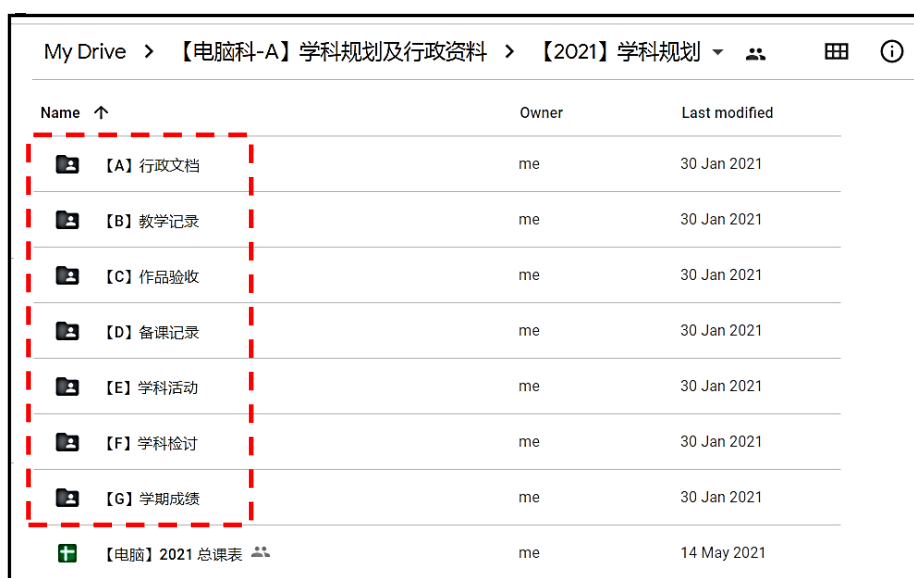 My Drive > 【电脑科-A】学科规划及行政资料 > 【2021】学科规划
Name Owner Last modified
【A】行政文档 me 30 Jan 2021
【B】教学记录 me 30 Jan 2021
【C】作品验收 me 30 Jan 2021
【D】备课记录 me 30 Jan 2021
【E】学科活动 me 30 Jan 2021
【F】学科检讨 me 30 Jan 2021
【G】学期成绩 me 30 Jan 2021
【电脑】2021 总课表 me 14 May 2021